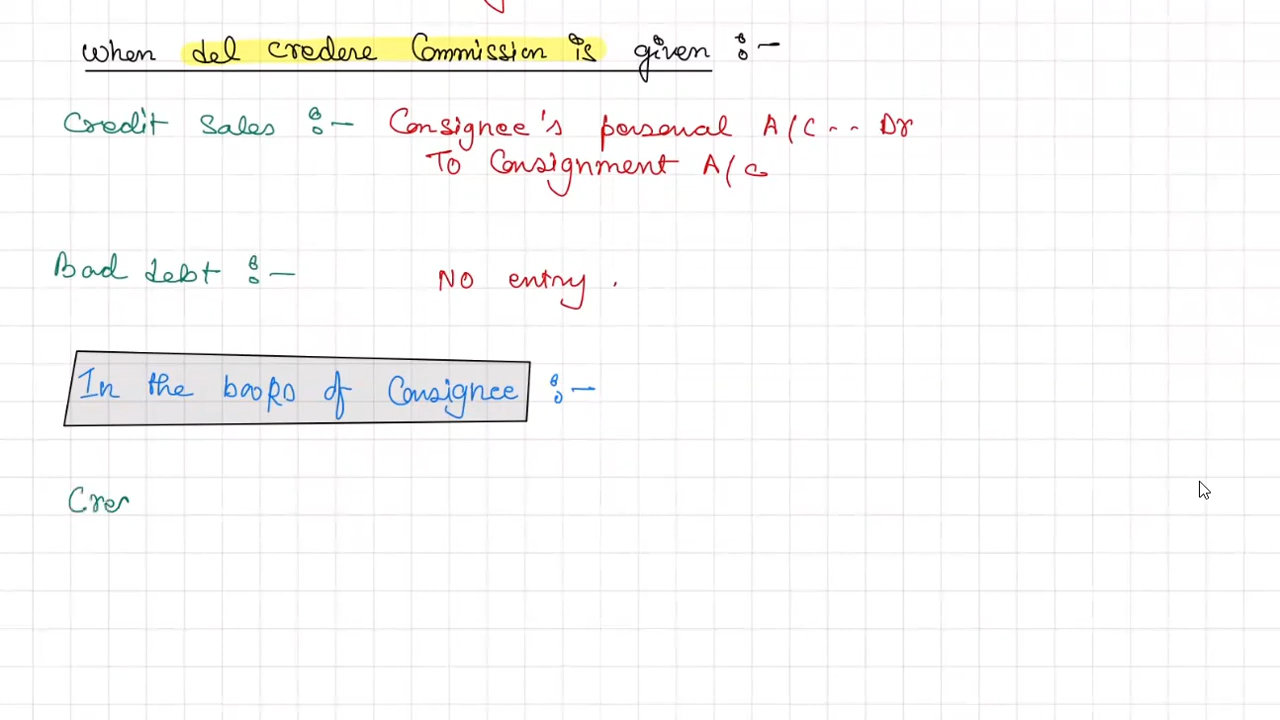 When del credere Commission is given :-
Credit Sales :- Consignee's personal A/C -- Dr
To Consignment A/C
Bad debt :- No entry .
In the books of Consignee :-
Cre